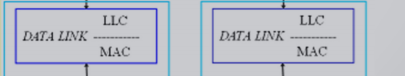 LLC LLC
DATA LINK ----------- DATA LINK -----------
MAC MAC